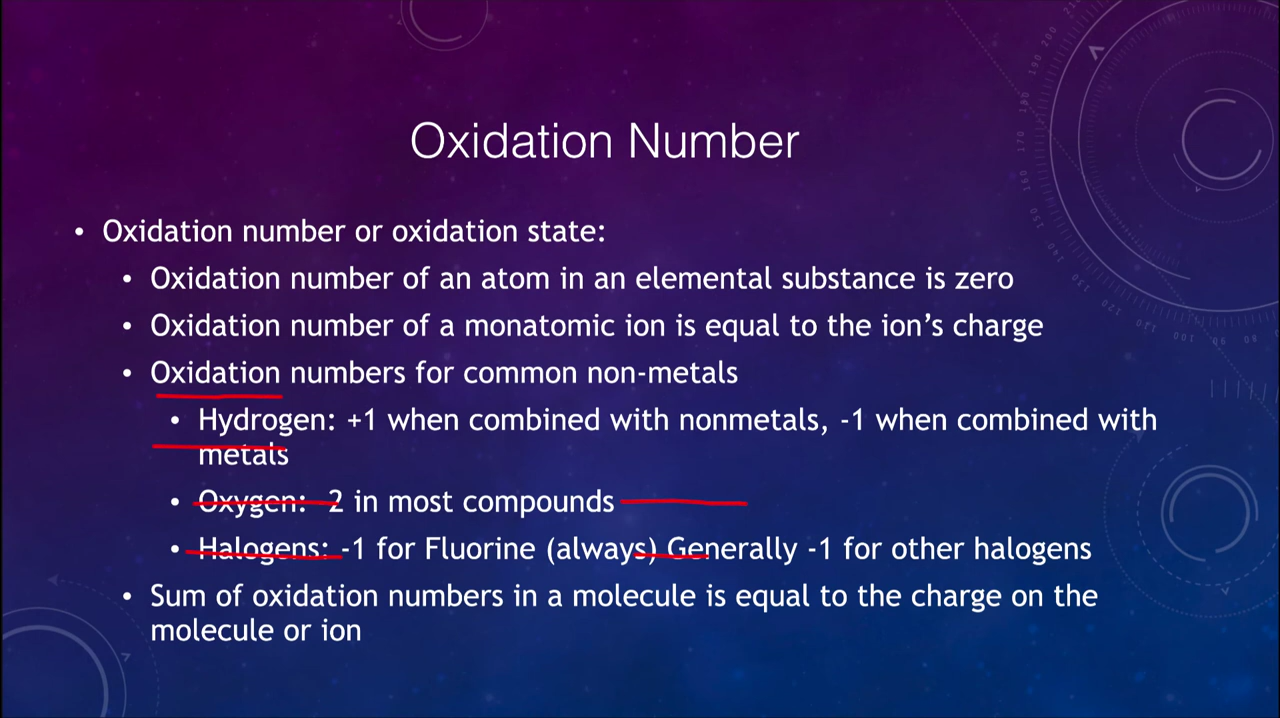 Oxidation Number
• Oxidation number or oxidation state:
• Oxidation number of an atom in an elemental substance is zero
• Oxidation number of a monatomic ion is equal to the ion’s charge
• Oxidation numbers for common non-metals
• Hydrogen: +1 when combined with nonmetals, -1 when combined with
metals
• Oxygen: -2 in most compounds
• Halogens: -1 for Fluorine (always) Generally -1 for other halogens
• Sum of oxidation numbers in a molecule is equal to the charge on the
molecule or ion